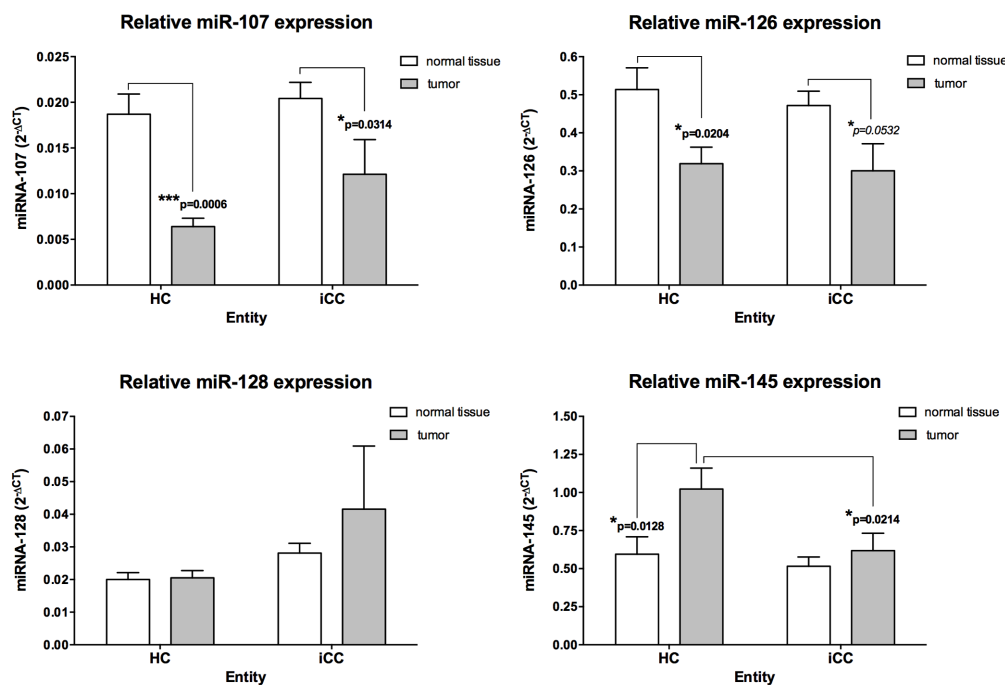 Relative miR-107 expression
normal tissue
tumor
miRNA-107 (2-ΔCT)
0.025
0.020
0.015
0.010
0.005
0.000
***p=0.0006
*p=0.0314
HC
iCC
Entity
Relative miR-126 expression
normal tissue
tumor
miRNA-126 (2-ΔCT)
0.6
0.5
0.4
0.3
0.2
0.1
0.0
*p=0.0204
*p=0.0532
HC
iCC
Entity
Relative miR-128 expression
normal tissue
tumor
miRNA-128 (2-ΔCT)
0.07
0.06
0.05
0.04
0.03
0.02
0.01
0.00
HC
iCC
Entity
Relative miR-145 expression
normal tissue
tumor
miRNA-145 (2-ΔCT)
1.50
1.25
1.00
0.75
0.50
0.25
0.00
*p=0.0128
*p=0.0214
HC
iCC
Entity